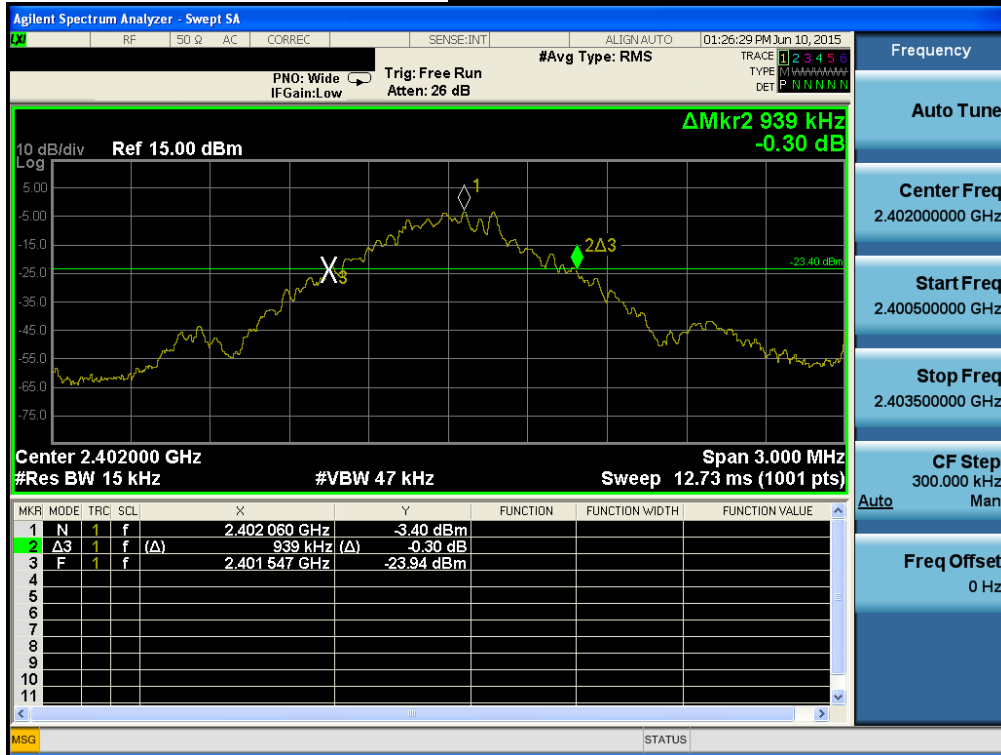 Agilent Spectrum Analyzer - Swept SA
LXI RF 50 Ω AC CORREC SENSE:INT ALIGN AUTO 01:26:29 PM Jun 10, 2015
#Avg Type: RMS TRACE 1 2 3 4 5 6
PNO: Wide Trig: Free Run TYPE M WWWWW
IFGain:Low Atten: 26 dB DET P N N N N N
ΔMkr2 939 kHz
-0.30 dB
10 dB/div Ref 15.00 dBm
Log
5.00
-5.00
-15.0
-25.0
-35.0
-45.0
-55.0
-65.0
-75.0
1
2Δ3
-23.40 dBm
X3
Center 2.402000 GHz Span 3.000 MHz
#Res BW 15 kHz #VBW 47 kHz Sweep 12.73 ms (1001 pts)
MKR MODE TRC SCL X Y FUNCTION FUNCTION WIDTH FUNCTION VALUE
1 N 1 f 2.402 060 GHz -3.40 dBm
2 Δ3 1 f (Δ) 939 kHz (Δ) -0.30 dB
3 F 1 f 2.401 547 GHz -23.94 dBm
4
5
6
7
8
9
10
11
MSG STATUS
Frequency
Auto Tune
Center Freq
2.402000000 GHz
Start Freq
2.400500000 GHz
Stop Freq
2.403500000 GHz
CF Step
300.000 kHz
Auto Man
Freq Offset
0 Hz